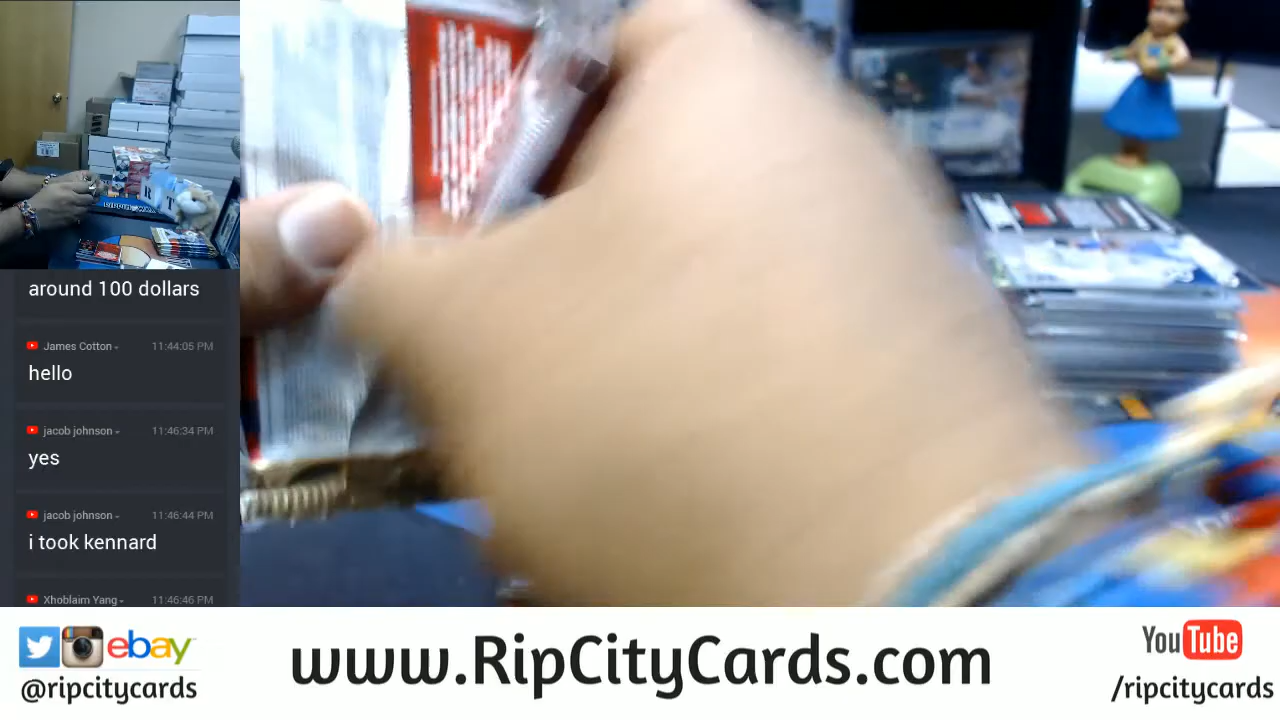 around 100 dollars
James Cotton
11:44:05 PM
hello
jacob johnson
11:46:34 PM
yes
jacob johnson
11:46:44 PM
i took kennard
Xhoblaim Yang
11:46:46 PM
ebay
@ripcitycards
www.RipCityCards.com
YouTube
/ripcitycards